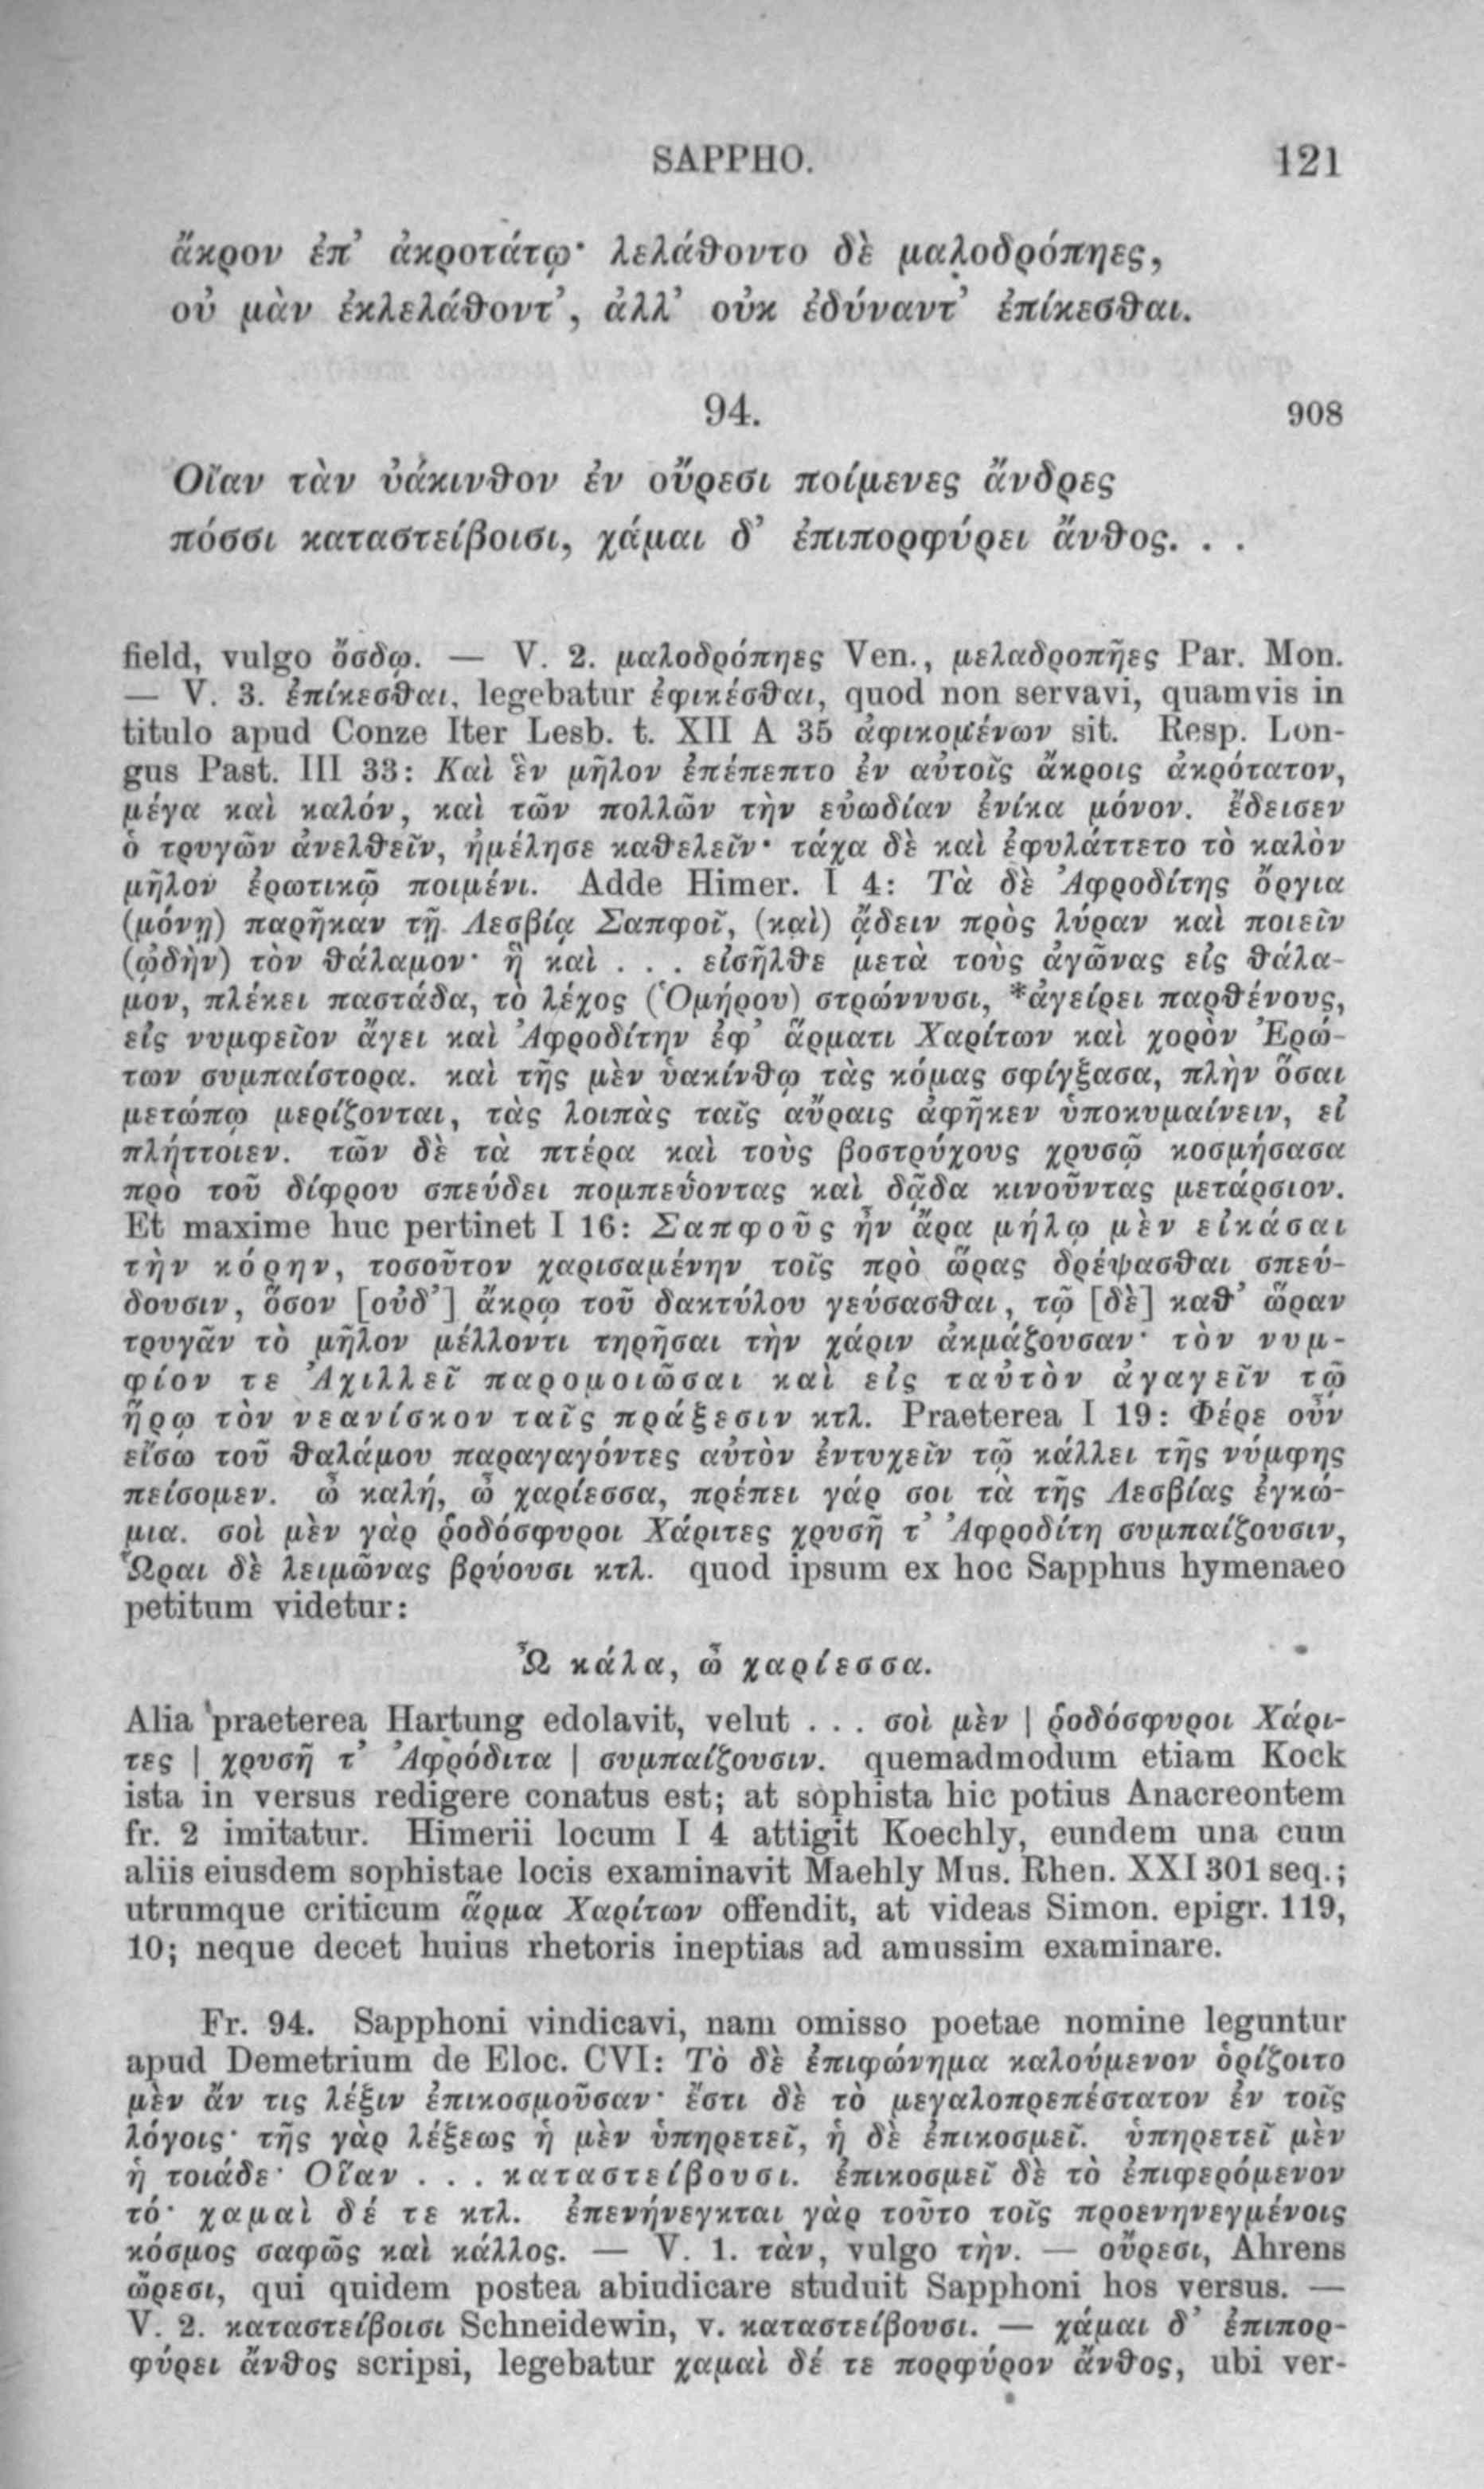 SAPPHO. 121
ἄκρον ἐπ’ ἀκροτάτῳ· λελάθοντο δὲ μαλοδρόπηες,
οὐ μὰν ἐκλελάθοντ’, ἀλλ’ οὐκ ἐδύναντ’ ἐπίκεσθαι.
94. 908
Οἴαν τὰν ὐάκινθον ἐν οὔρεσι ποίμενες ἄνδρες
πόσσι καταστείβοισι, χάμαι δ’ ἐπιπορφύρει ἄνθος. . .
field, vulgo ὄσδῳ. — V. 2. μαλοδρόπηες Ven., μελαδροπῆες Par. Mon.
— V. 3. ἐπίκεσθαι, legebatur ἐφικέσθαι, quod non servavi, quamvis in
titulo apud Conze Iter Lesb. t. XII A 35 ἀφικομένων sit. Resp. Lon-
gus Past. III 33: Καὶ ἓν μῆλον ἐπέπεπτο ἐν αὐτοῖς ἄκροις ἀκρότατον,
μέγα καὶ καλόν, καὶ τῶν πολλῶν τὴν εὐωδίαν ἐνίκα μόνον. ἔδεισεν
ὁ τρυγῶν ἀνελθεῖν, ἠμέλησε καθελεῖν· τάχα δὲ καὶ ἐφυλάττετο τὸ καλὸν
μῆλον ἐρωτικῷ ποιμένι. Adde Himer. I 4: Τὰ δὲ Ἀφροδίτης ὄργια
(μόνῃ) παρῆκαν τῇ Λεσβίᾳ Σαπφοῖ, (καὶ) ᾄδειν πρὸς λύραν καὶ ποιεῖν
(ᾠδὴν) τὸν θάλαμον· ἣ καὶ . . . εἰσῆλθε μετὰ τοὺς ἀγῶνας εἰς θάλα-
μον, πλέκει παστάδα, τὸ λέχος (Ὁμήρου) στρώννυσι, *ἀγείρει παρθένους,
εἰς νυμφεῖον ἄγει καὶ Ἀφροδίτην ἐφ’ ἅρματι Χαρίτων καὶ χορὸν Ἐρώ-
των συμπαίστορα. καὶ τῆς μὲν ὑακίνθῳ τὰς κόμας σφίγξασα, πλὴν ὅσαι
μετώπῳ μερίζονται, τὰς λοιπὰς ταῖς αὔραις ἀφῆκεν ὑποκυμαίνειν, εἰ
πλήττοιεν. τῶν δὲ τὰ πτέρα καὶ τοὺς βοστρύχους χρυσῷ κοσμήσασα
πρὸ τοῦ δίφρου σπεύδει πομπεύοντας καὶ δᾷδα κινοῦντας μετάρσιον.
Et maxime huc pertinet I 16: Σαπφοῦς ἦν ἄρα μήλῳ μὲν εἰκάσαι
τὴν κόρην, τοσοῦτον χαρισαμένην τοῖς πρὸ ὥρας δρέψασθαι σπεύ-
δουσιν, ὅσον [οὐδ’] ἄκρῳ τοῦ δακτύλου γεύσασθαι, τῷ [δὲ] καθ’ ὥραν
τρυγᾶν τὸ μῆλον μέλλοντι τηρῆσαι τὴν χάριν ἀκμάζουσαν· τὸν νυμ-
φίον τε Ἀχιλλεῖ παρομοιῶσαι καὶ εἰς ταὐτὸν ἀγαγεῖν τῷ
ἥρῳ τὸν νεανίσκον ταῖς πράξεσιν κτλ. Praeterea I 19: Φέρε οὖν
εἴσω τοῦ θαλάμου παραγαγόντες αὐτὸν ἐντυχεῖν τῷ κάλλει τῆς νύμφης
πείσομεν. ὦ καλή, ὦ χαρίεσσα, πρέπει γάρ σοι τὰ τῆς Λεσβίας ἐγκώ-
μια. σοὶ μὲν γὰρ ῥοδόσφυροι Χάριτες χρυσῆ τ’ Ἀφροδίτη συμπαίζουσιν,
Ὧραι δὲ λειμῶνας βρύουσι κτλ. quod ipsum ex hoc Sapphus hymenaeo
petitum videtur:
Ὦ κάλα, ὦ χαρίεσσα.
Alia praeterea Hartung edolavit, velut . . . σοὶ μὲν | ῥοδόσφυροι Χάρι-
τες | χρυσῆ τ’ Ἀφρόδιτα | συμπαίζουσιν. quemadmodum etiam Kock
ista in versus redigere conatus est; at sophista hic potius Anacreontem
fr. 2 imitatur. Himerii locum I 4 attigit Koechly, eundem una cum
aliis eiusdem sophistae locis examinavit Maehly Mus. Rhen. XXI 301 seq.;
utrumque criticum ἅρμα Χαρίτων offendit, at videas Simon. epigr. 119,
10; neque decet huius rhetoris ineptias ad amussim examinare.
Fr. 94. Sapphoni vindicavi, nam omisso poetae nomine leguntur
apud Demetrium de Eloc. CVI: Τὸ δὲ ἐπιφώνημα καλούμενον ὁρίζοιτο
μὲν ἄν τις λέξιν ἐπικοσμοῦσαν· ἔστι δὲ τὸ μεγαλοπρεπέστατον ἐν τοῖς
λόγοις· τῆς γὰρ λέξεως ἡ μὲν ὑπηρετεῖ, ἡ δὲ ἐπικοσμεῖ. ὑπηρετεῖ μὲν
ἡ τοιάδε· Οἵαν . . . καταστείβουσι. ἐπικοσμεῖ δὲ τὸ ἐπιφερόμενον
τό· χαμαὶ δέ τε κτλ. ἐπενήνεγκται γὰρ τοῦτο τοῖς προενηνεγμένοις
κόσμος σαφῶς καὶ κάλλος. — V. 1. τὰν, vulgo τὴν. — οὔρεσι, Ahrens
ὤρεσι, qui quidem postea abiudicare studuit Sapphoni hos versus. —
V. 2. καταστείβοισι Schneidewin, v. καταστείβουσι. — χάμαι δ’ ἐπιπορ-
φύρει ἄνθος scripsi, legebatur χαμαὶ δέ τε πορφύρον ἄνθος, ubi ver-